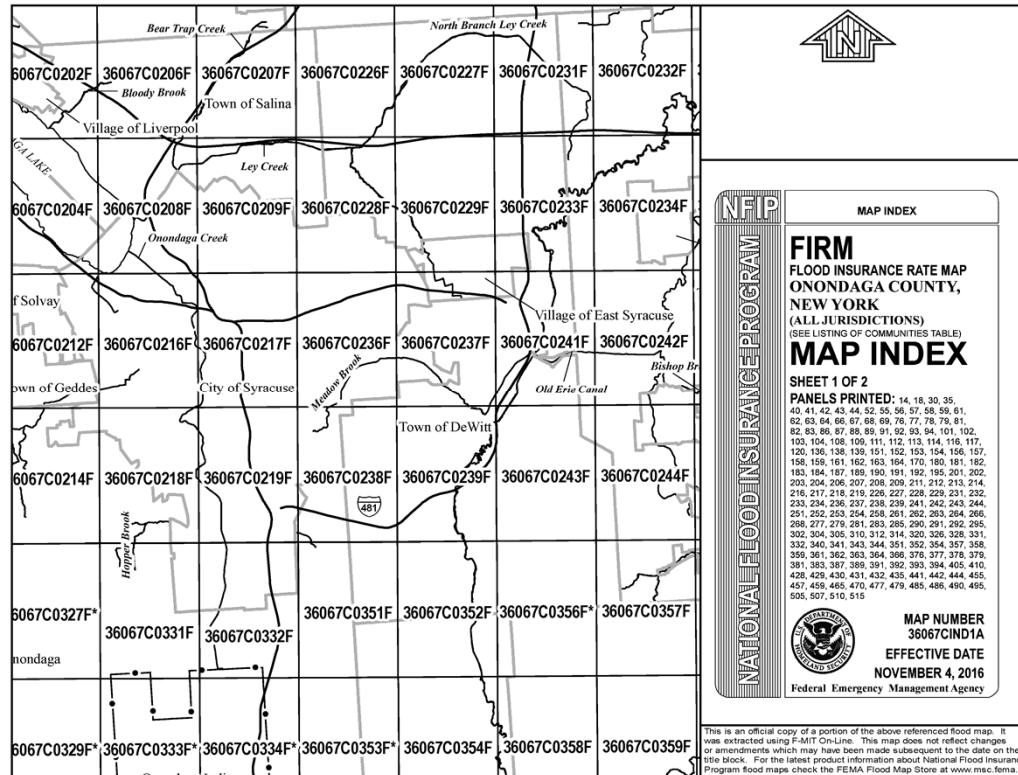 Bear Trap Creek
North Branch Ley Creek
6067C0202F 36067C0206F 36067C0207F 36067C0226F 36067C0227F 36067C0231F 36067C0232F
Bloody Brook
Town of Salina
Village of Liverpool
Ley Creek
GA LAKE
6067C0204F 36067C0208F 36067C0209F 36067C0228F 36067C0229F 36067C0233F 36067C0234F
Onondaga Creek
f Solvay
Village of East Syracuse
6067C0212F 36067C0216F 36067C0217F 36067C0236F 36067C0237F 36067C0241F 36067C0242F
Meadow Brook
Bishop Br
own of Geddes
City of Syracuse
Old Erie Canal
Town of DeWitt
6067C0214F 36067C0218F 36067C0219F 36067C0238F 36067C0239F 36067C0243F 36067C0244F
481
Hopper Brook
6067C0327F* 36067C0331F 36067C0332F 36067C0351F 36067C0352F 36067C0356F* 36067C0357F
nondaga
6067C0329F* 36067C0333F* 36067C0334F* 36067C0353F* 36067C0354F 36067C0358F 36067C0359F
N
NFIP
NATIONAL FLOOD INSURANCE PROGRAM
MAP INDEX
FIRM
FLOOD INSURANCE RATE MAP
ONONDAGA COUNTY,
NEW YORK
(ALL JURISDICTIONS)
(SEE LISTING OF COMMUNITIES TABLE)
MAP INDEX
SHEET 1 OF 2
PANELS PRINTED: 14, 18, 30, 35,
40, 41, 42, 43, 44, 52, 55, 56, 57, 58, 59, 61,
62, 63, 64, 66, 67, 68, 69, 76, 77, 78, 79, 81,
82, 83, 86, 87, 88, 89, 91, 92, 93, 94, 101, 102,
103, 104, 108, 109, 111, 112, 113, 114, 116, 117,
120, 136, 138, 139, 151, 152, 153, 154, 156, 157,
158, 159, 161, 162, 163, 164, 170, 180, 181, 182,
183, 184, 187, 189, 190, 191, 192, 195, 201, 202,
203, 204, 206, 207, 208, 209, 211, 212, 213, 214,
216, 217, 218, 219, 226, 227, 228, 229, 231, 232,
233, 234, 236, 237, 238, 239, 241, 242, 243, 244,
251, 252, 253, 254, 258, 261, 262, 263, 264, 266,
268, 277, 279, 281, 283, 285, 290, 291, 292, 295,
302, 304, 305, 310, 312, 314, 320, 326, 328, 331,
332, 340, 341, 343, 344, 351, 352, 354, 357, 358,
359, 361, 362, 363, 364, 366, 376, 377, 378, 379,
381, 383, 387, 389, 391, 392, 393, 394, 405, 410,
428, 429, 430, 431, 432, 435, 441, 442, 444, 455,
457, 459, 465, 470, 477, 479, 485, 486, 490, 495,
505, 507, 510, 515
U.S. DEPARTMENT OF
HOMELAND SECURITY
MAP NUMBER
36067CIND1A
EFFECTIVE DATE
NOVEMBER 4, 2016
Federal Emergency Management Agency
This is an official copy of a portion of the above referenced flood map. It
was extracted using F-MIT On-Line. This map does not reflect changes
or amendments which may have been made subsequent to the date on the
title block. For the latest product information about National Flood Insuran
Program flood maps check the FEMA Flood Map Store at www.msc.fema.